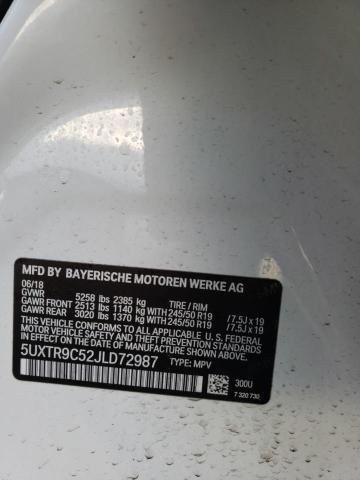 MFD BY BAYERISCHE MOTOREN WERKE AG
06/18
GVWR 5258 lbs 2385 kg TIRE / RIM
GAWR FRONT 2513 lbs 1140 kg WITH 245/50 R19 /7.5J x 19
GAWR REAR 3020 lbs 1370 kg WITH 245/50 R19 /7.5J x 19
THIS VEHICLE CONFORMS TO ALL APPLICABLE U.S. FEDERAL
MOTOR VEHICLE SAFETY AND THEFT PREVENTION STANDARDS
IN EFFECT ON THE DATE OF MANUFACTURE SHOWN ABOVE.
5UXTR9C52JLD72987 TYPE: MPV
300U
7 320 730